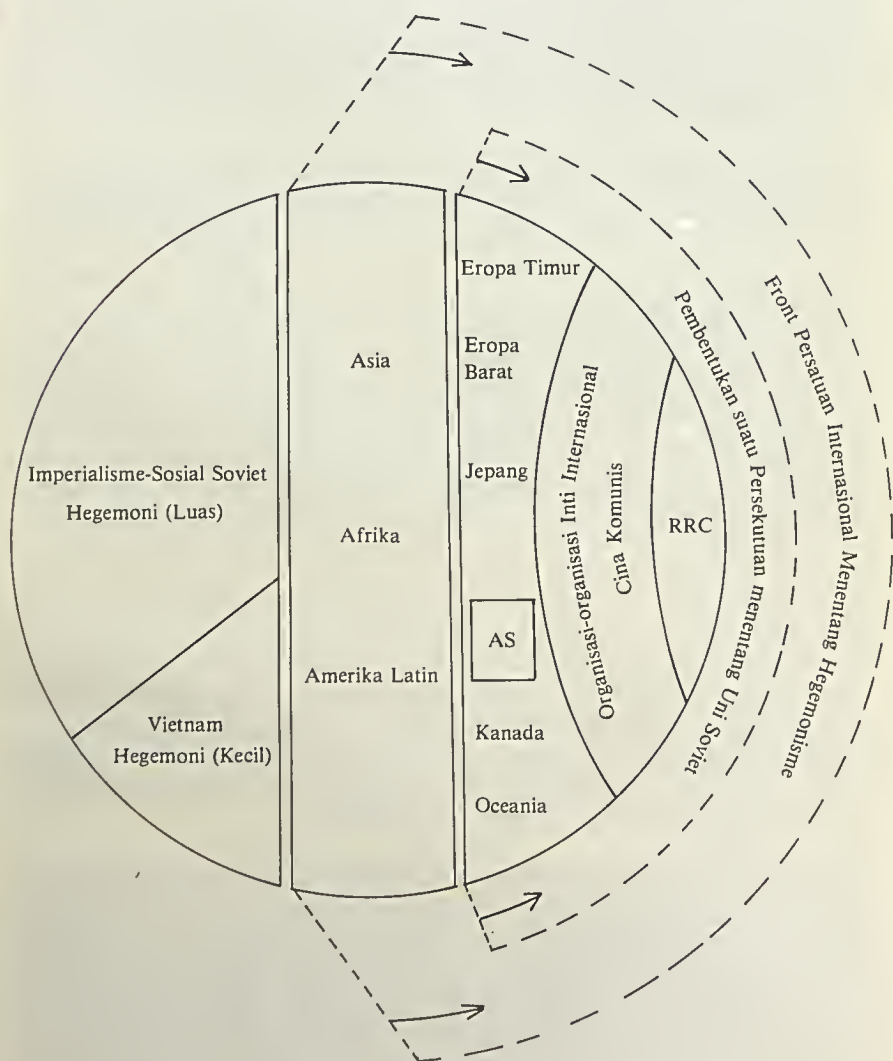 Imperialisme-Sosial Soviet
Hegemoni (Luas)
Vietnam
Hegemoni (Kecil)
Asia
Afrika
Amerika Latin
Eropa Timur
Eropa
Barat
Jepang
AS
Kanada
Oceania
Organisasi-organisasi Inti Internasional
Cina Komunis
RRC
Pembentukan suatu Persekutuan menentang Uni Soviet
Front Persatuan Internasional Menentang Hegemonisme